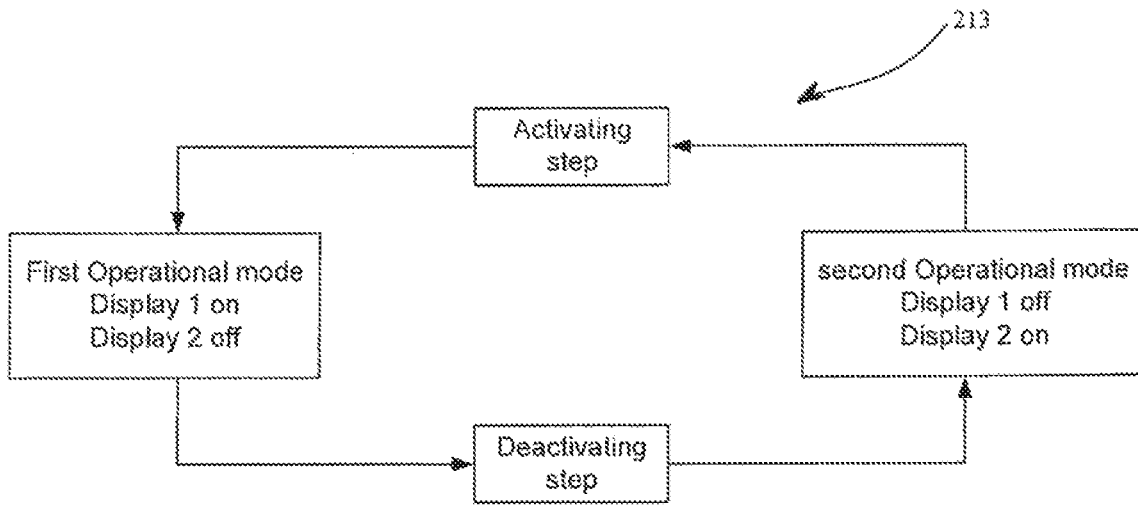 213
Activating
step
First Operational mode
Display 1 on
Display 2 off
second Operational mode
Display 1 off
Display 2 on
Deactivating
step